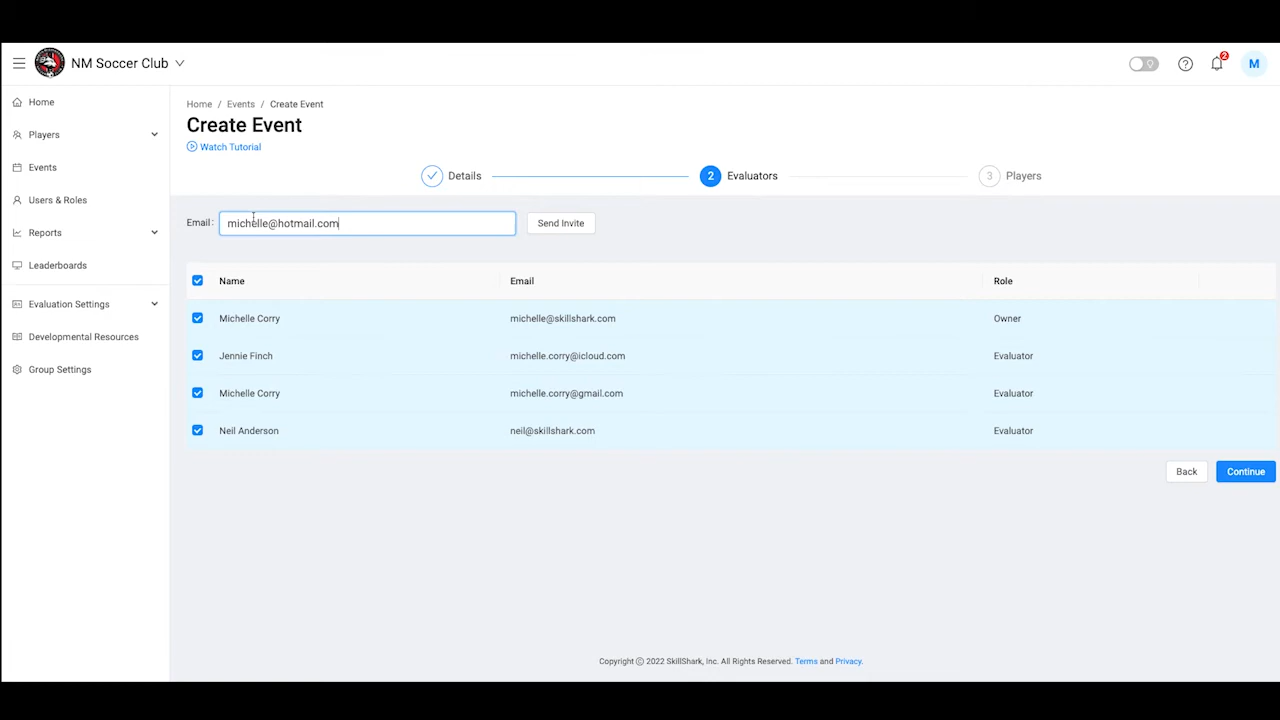 NM Soccer Club
2
M
Home
Players
Events
Users & Roles
Reports
Leaderboards
Evaluation Settings
Developmental Resources
Group Settings
Home / Events / Create Event
Create Event
Watch Tutorial
Details
2 Evaluators
3 Players
Email: michelle@hotmail.com Send Invite
Name Email Role
Michelle Corry michelle@skillshark.com Owner
Jennie Finch michelle.corry@icloud.com Evaluator
Michelle Corry michelle.corry@gmail.com Evaluator
Neil Anderson neil@skillshark.com Evaluator
Back Continue
Copyright © 2022 SkillShark, Inc. All Rights Reserved. Terms and Privacy.